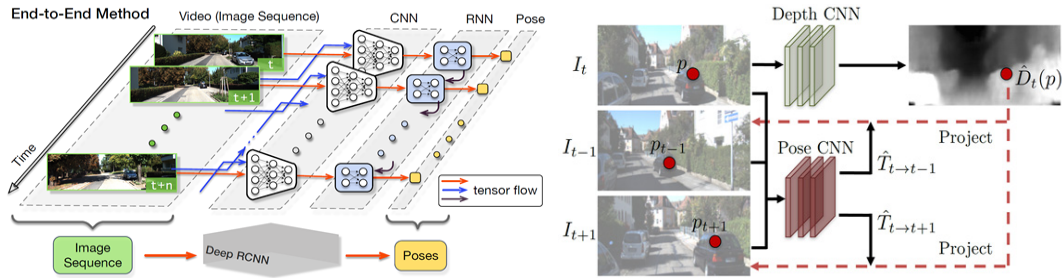 End-to-End Method
Video (Image Sequence)
CNN
RNN
Pose
t
t+1
t+n
Time
tensor flow
Image
Sequence
Deep RCNN
Poses
I_t
p
Depth CNN
D̂_t(p)
I_{t−1}
p_{t−1}
Pose CNN
T̂_{t→t−1}
Project
I_{t+1}
p_{t+1}
T̂_{t→t+1}
Project